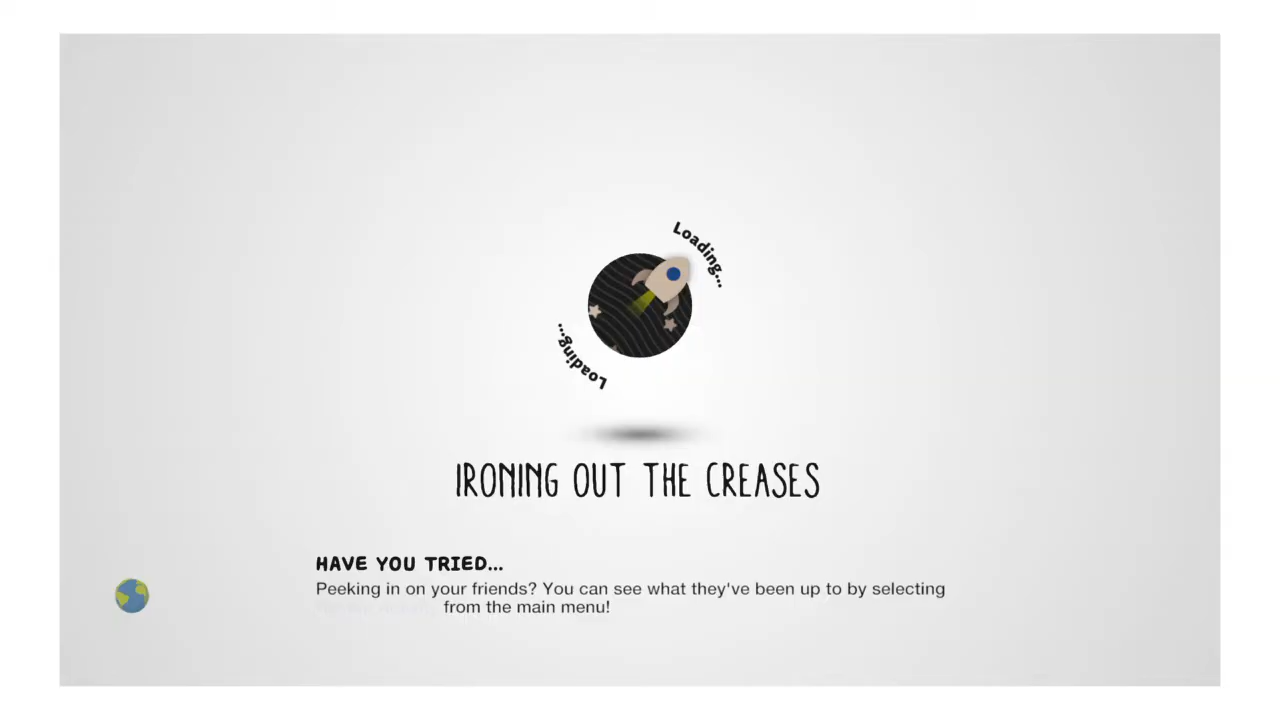 Loading...
Loading...
IRONING OUT THE CREASES
HAVE YOU TRIED...
Peeking in on your friends? You can see what they've been up to by selecting
from the main menu!